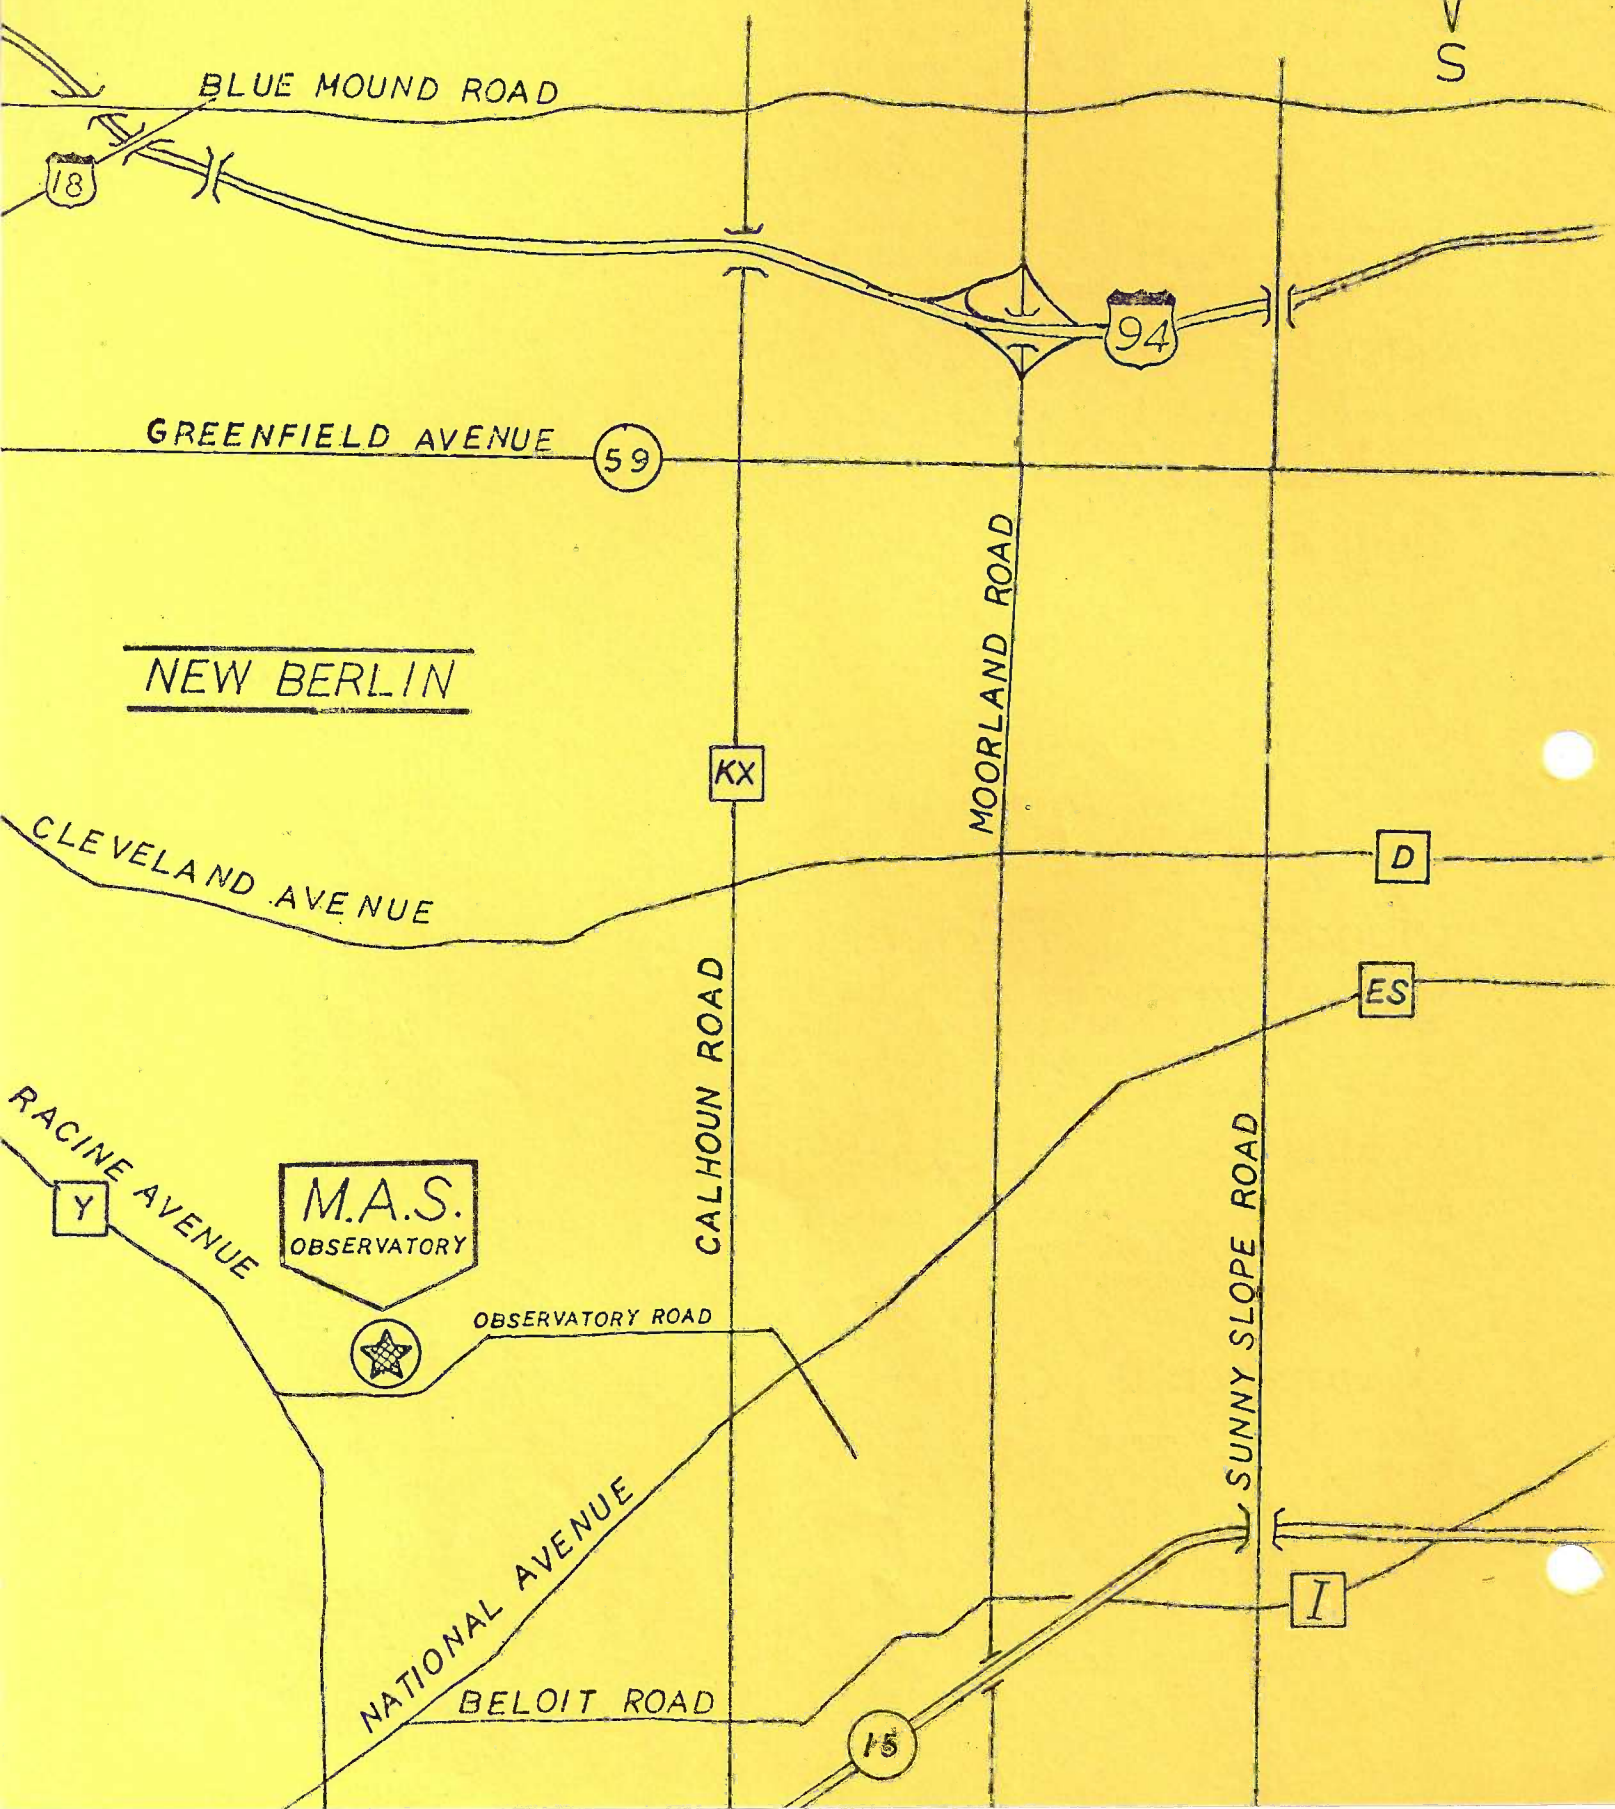 S
BLUE MOUND ROAD
18
94
GREENFIELD AVENUE
59
MOORLAND ROAD
NEW BERLIN
KX
CLEVELAND AVENUE
D
ES
CALHOUN ROAD
RACINE AVENUE
Y
M.A.S.
OBSERVATORY
OBSERVATORY ROAD
SUNNY SLOPE ROAD
NATIONAL AVENUE
I
BELOIT ROAD
15